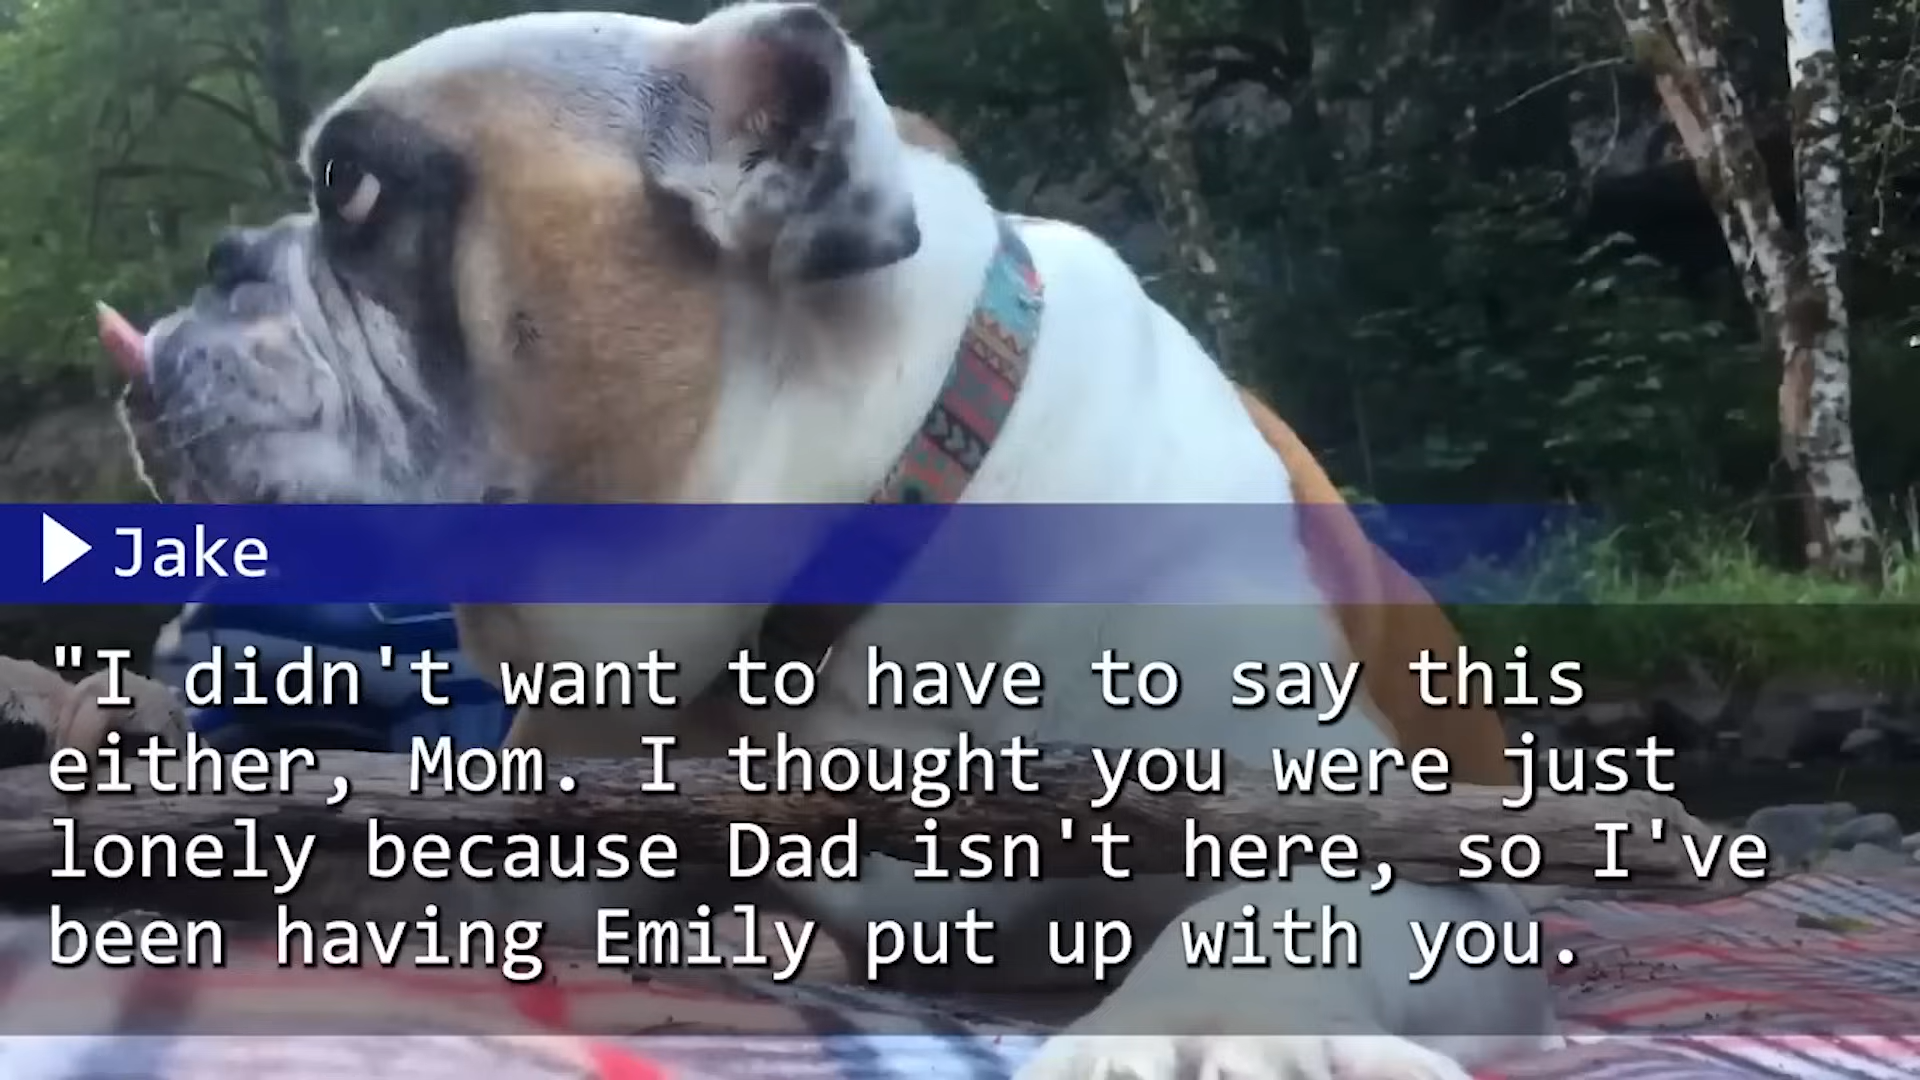 Jake
"I didn't want to have to say this
either, Mom. I thought you were just
lonely because Dad isn't here, so I've
been having Emily put up with you.